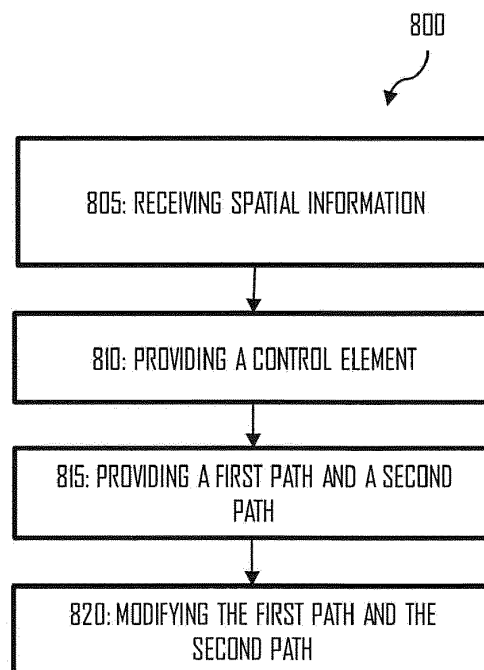 800
805: RECEIVING SPATIAL INFORMATION
810: PROVIDING A CONTROL ELEMENT
815: PROVIDING A FIRST PATH AND A SECOND
PATH
820: MODIFYING THE FIRST PATH AND THE
SECOND PATH